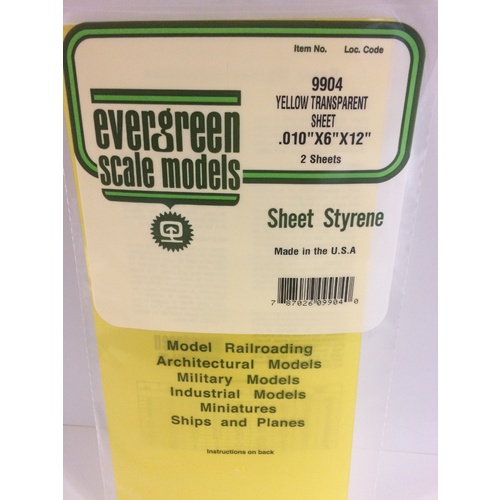 Item No. Loc. Code
9904
YELLOW TRANSPARENT
SHEET
.010"X6"X12"
2 Sheets
evergreen
scale models
Sheet Styrene
Made in the U.S.A
7 87026 09904 0
Model Railroading
Architectural Models
Military Models
Industrial Models
Miniatures
Ships and Planes
Instructions on back